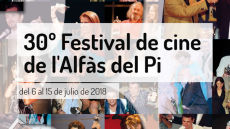 30º Festival de cine
de l'Alfàs del Pi
del 6 al 15 de julio de 2018